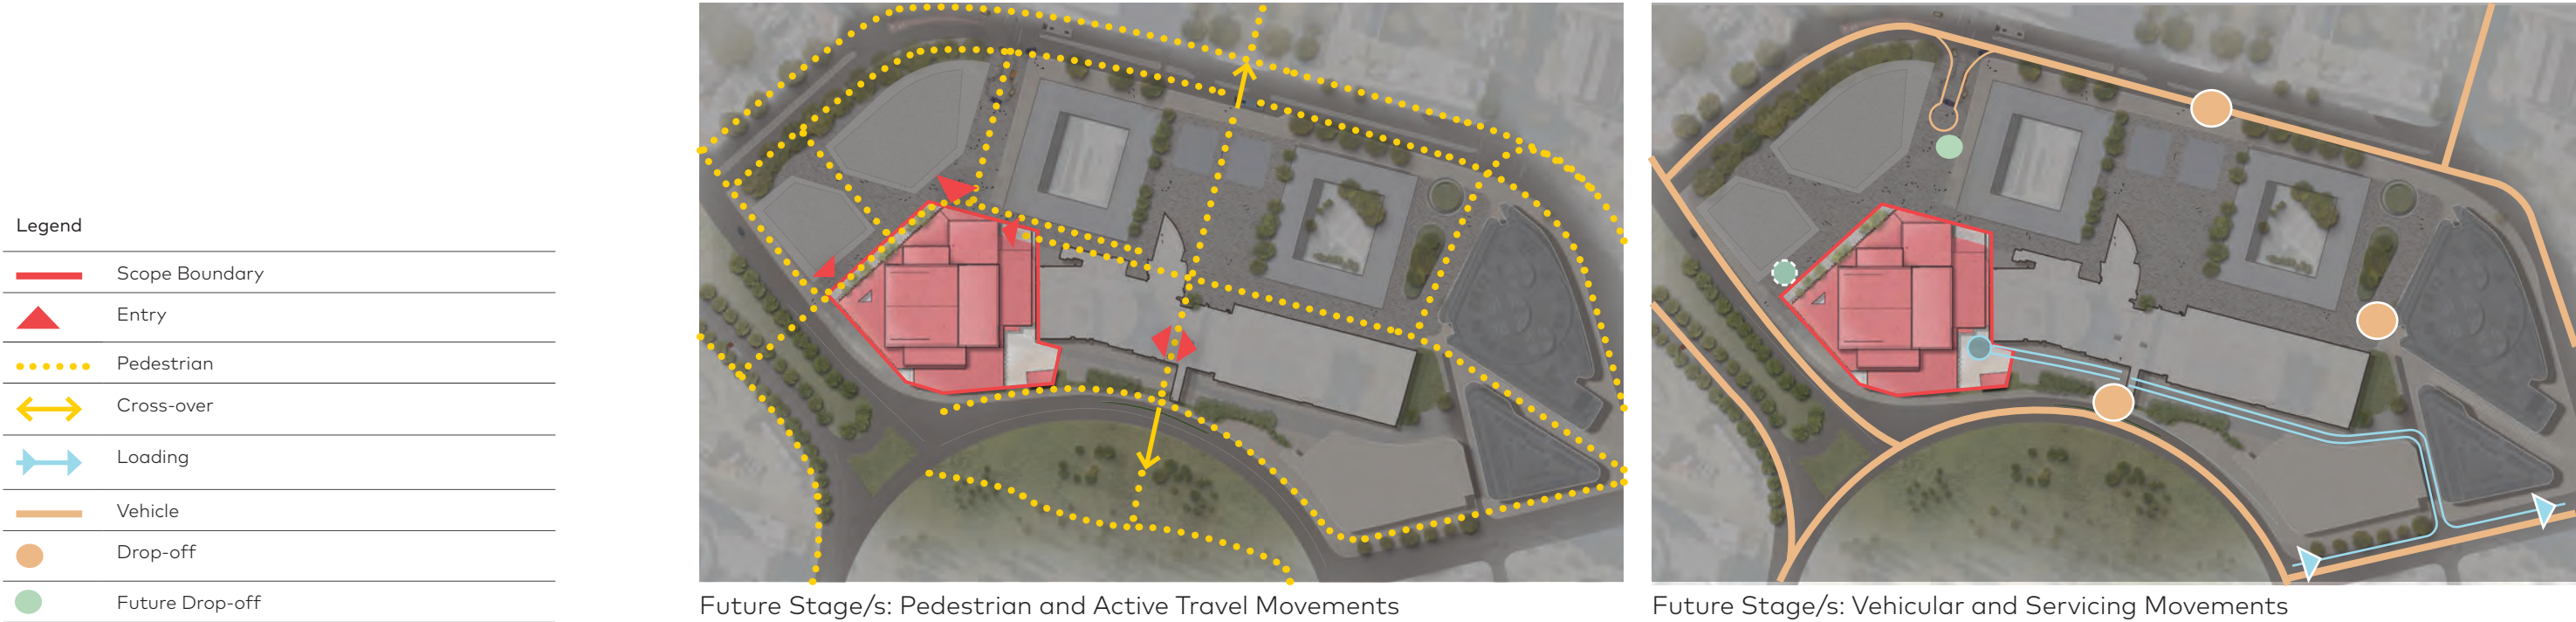 Legend
Scope Boundary
Entry
Pedestrian
Cross-over
Loading
Vehicle
Drop-off
Future Drop-off
Future Stage/s: Pedestrian and Active Travel Movements
Future Stage/s: Vehicular and Servicing Movements